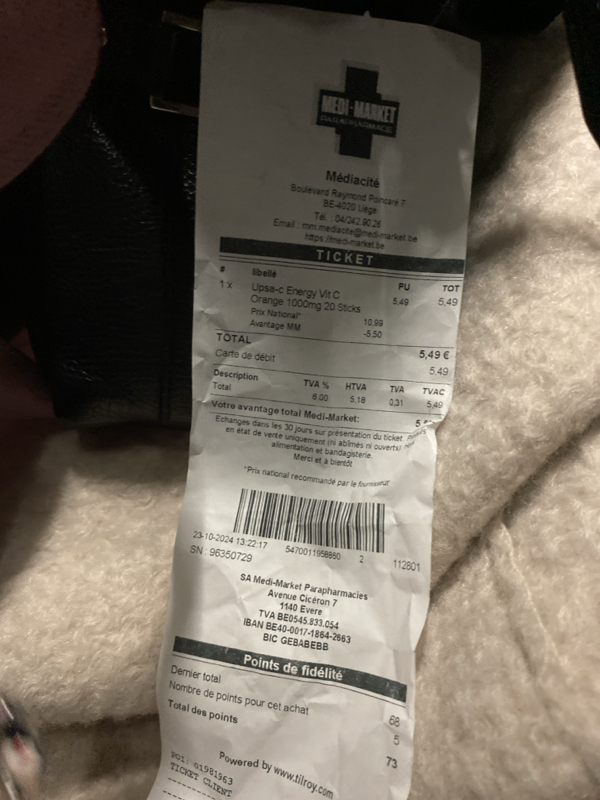 MEDI-MARKET
PARAPHARMACIE
Médiacité
Boulevard Raymond Poincaré 7
BE-4020 Liège
Tél. : 04/242.90.26
Email : mm.mediacite@medi-market.be
https://medi-market.be
TICKET
# libellé PU TOT
1 x Upsa-c Energy Vit C 5,49 5,49
Orange 1000mg 20 Sticks
Prix National* 10,99
Avantage MM -5,50
TOTAL 5,49 €
Carte de débit 5,49
Description TVA % HTVA TVA TVAC
Total 6,00 5,18 0,31 5,49
Votre avantage total Medi-Market:
Echanges dans les 30 jours sur présentation du ticket.
en état de vente uniquement (ni abîmés ni ouverts)
alimentation et bandagisterie.
Merci et à bientôt
*Prix national recommandé par le fournisseur
23-10-2024 13:22:17 5470011958860 2 112801
SN : 96350729
SA Medi-Market Parapharmacies
Avenue Cicéron 7
1140 Evere
TVA BE0545.833.054
IBAN BE40-0017-1864-2663
BIC GEBABEBB
Points de fidélité
Dernier total 68
Nombre de points pour cet achat 5
Total des points 73
Powered by www.tilroy.com
POI: 01981963
TICKET CLIENT